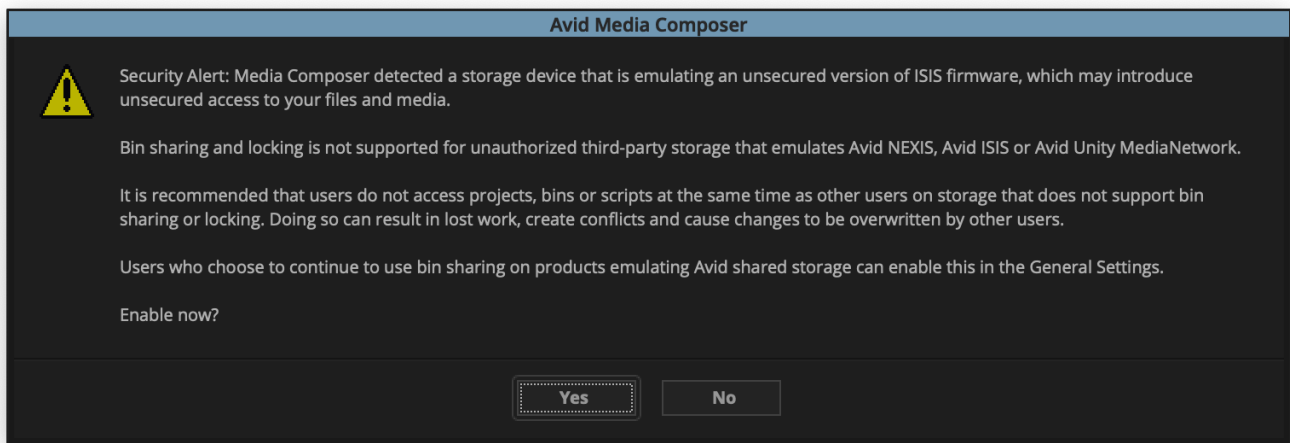 Avid Media Composer
Security Alert: Media Composer detected a storage device that is emulating an unsecured version of ISIS firmware, which may introduce
unsecured access to your files and media.
Bin sharing and locking is not supported for unauthorized third-party storage that emulates Avid NEXIS, Avid ISIS or Avid Unity MediaNetwork.
It is recommended that users do not access projects, bins or scripts at the same time as other users on storage that does not support bin
sharing or locking. Doing so can result in lost work, create conflicts and cause changes to be overwritten by other users.
Users who choose to continue to use bin sharing on products emulating Avid shared storage can enable this in the General Settings.
Enable now?
Yes
No